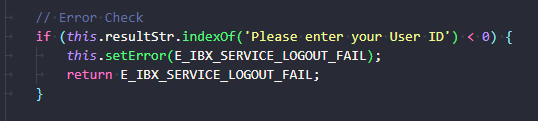 // Error Check
if (this.resultStr.indexOf('Please enter your User ID') < 0) {
this.setError(E_IBX_SERVICE_LOGOUT_FAIL);
return E_IBX_SERVICE_LOGOUT_FAIL;
}